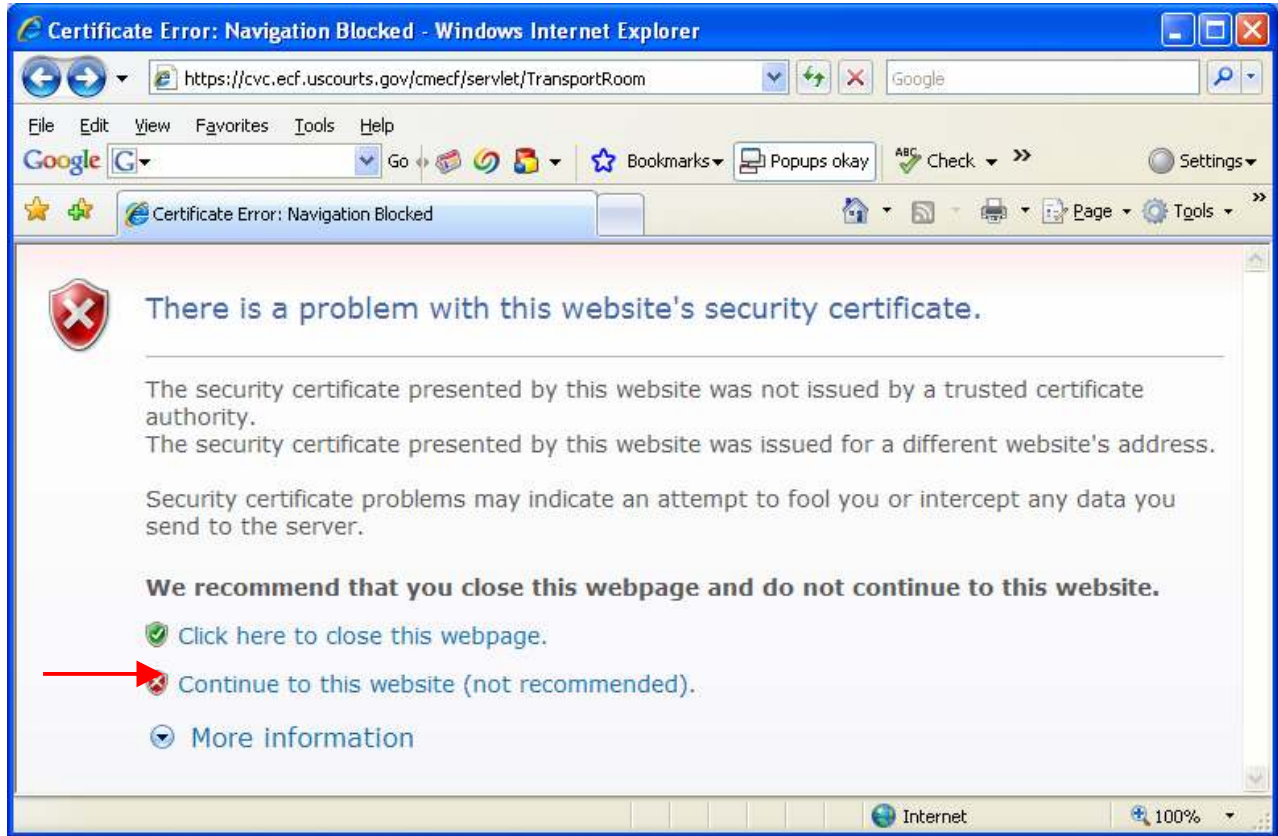 Certificate Error: Navigation Blocked - Windows Internet Explorer
https://cvc.ecf.uscourts.gov/cmecf/servlet/TransportRoom
Google
File Edit View Favorites Tools Help
Google G Go Bookmarks Popups okay ABC Check » Settings
Certificate Error: Navigation Blocked Page Tools »
There is a problem with this website's security certificate.
The security certificate presented by this website was not issued by a trusted certificate
authority.
The security certificate presented by this website was issued for a different website's address.
Security certificate problems may indicate an attempt to fool you or intercept any data you
send to the server.
We recommend that you close this webpage and do not continue to this website.
Click here to close this webpage.
Continue to this website (not recommended).
More information
Internet 100%